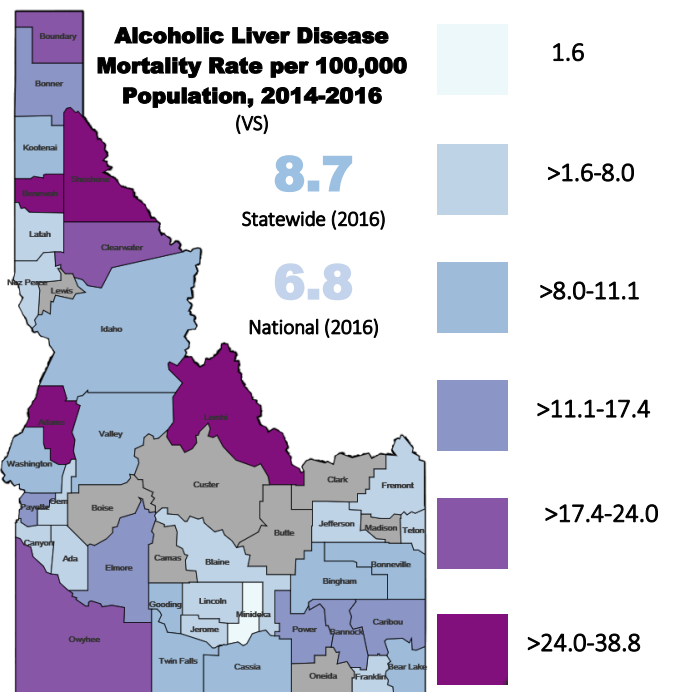 Alcoholic Liver Disease
Mortality Rate per 100,000
Population, 2014-2016
(VS)
8.7
Statewide (2016)
6.8
National (2016)
1.6
>1.6-8.0
>8.0-11.1
>11.1-17.4
>17.4-24.0
>24.0-38.8
Boundary
Bonner
Kootenai
Shoshone
Benewah
Latah
Clearwater
Nez Perce
Lewis
Idaho
Adams
Lemhi
Valley
Washington
Custer
Clark
Fremont
Payette
Gem
Boise
Butte
Jefferson
Madison
Teton
Canyon
Ada
Elmore
Camas
Blaine
Bonneville
Bingham
Gooding
Lincoln
Minidoka
Jerome
Power
Bannock
Caribou
Owyhee
Twin Falls
Cassia
Oneida
Franklin
Bear Lake